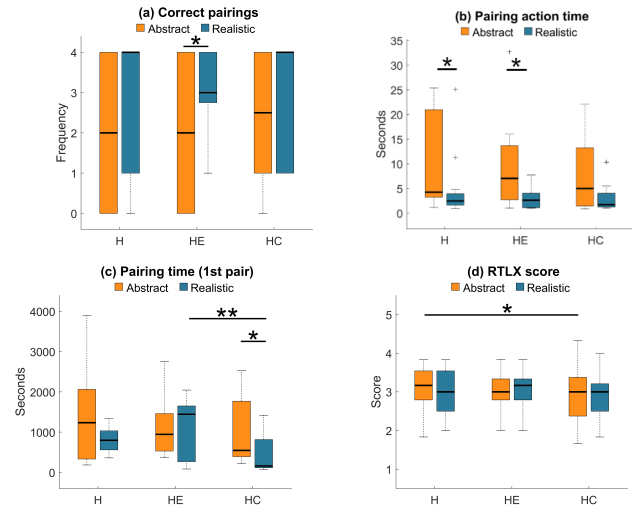 (a) Correct pairings
Abstract Realistic
*
4
3
2
1
0
Frequency
H HE HC
(b) Pairing action time
Abstract Realistic
* *
35
30
25
20
15
10
5
0
Seconds
H HE HC
(c) Pairing time (1st pair)
Abstract Realistic
**
*
4000
3000
2000
1000
0
Seconds
H HE HC
(d) RTLX score
Abstract Realistic
*
5
4
3
2
1
Score
H HE HC